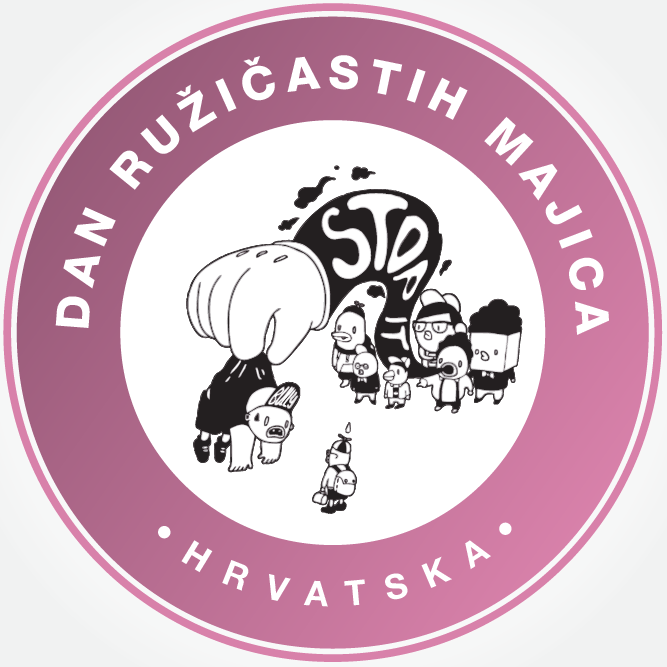 DAN RUŽIČASTIH MAJICA
STOP IT
BULLY
• HRVATSKA •